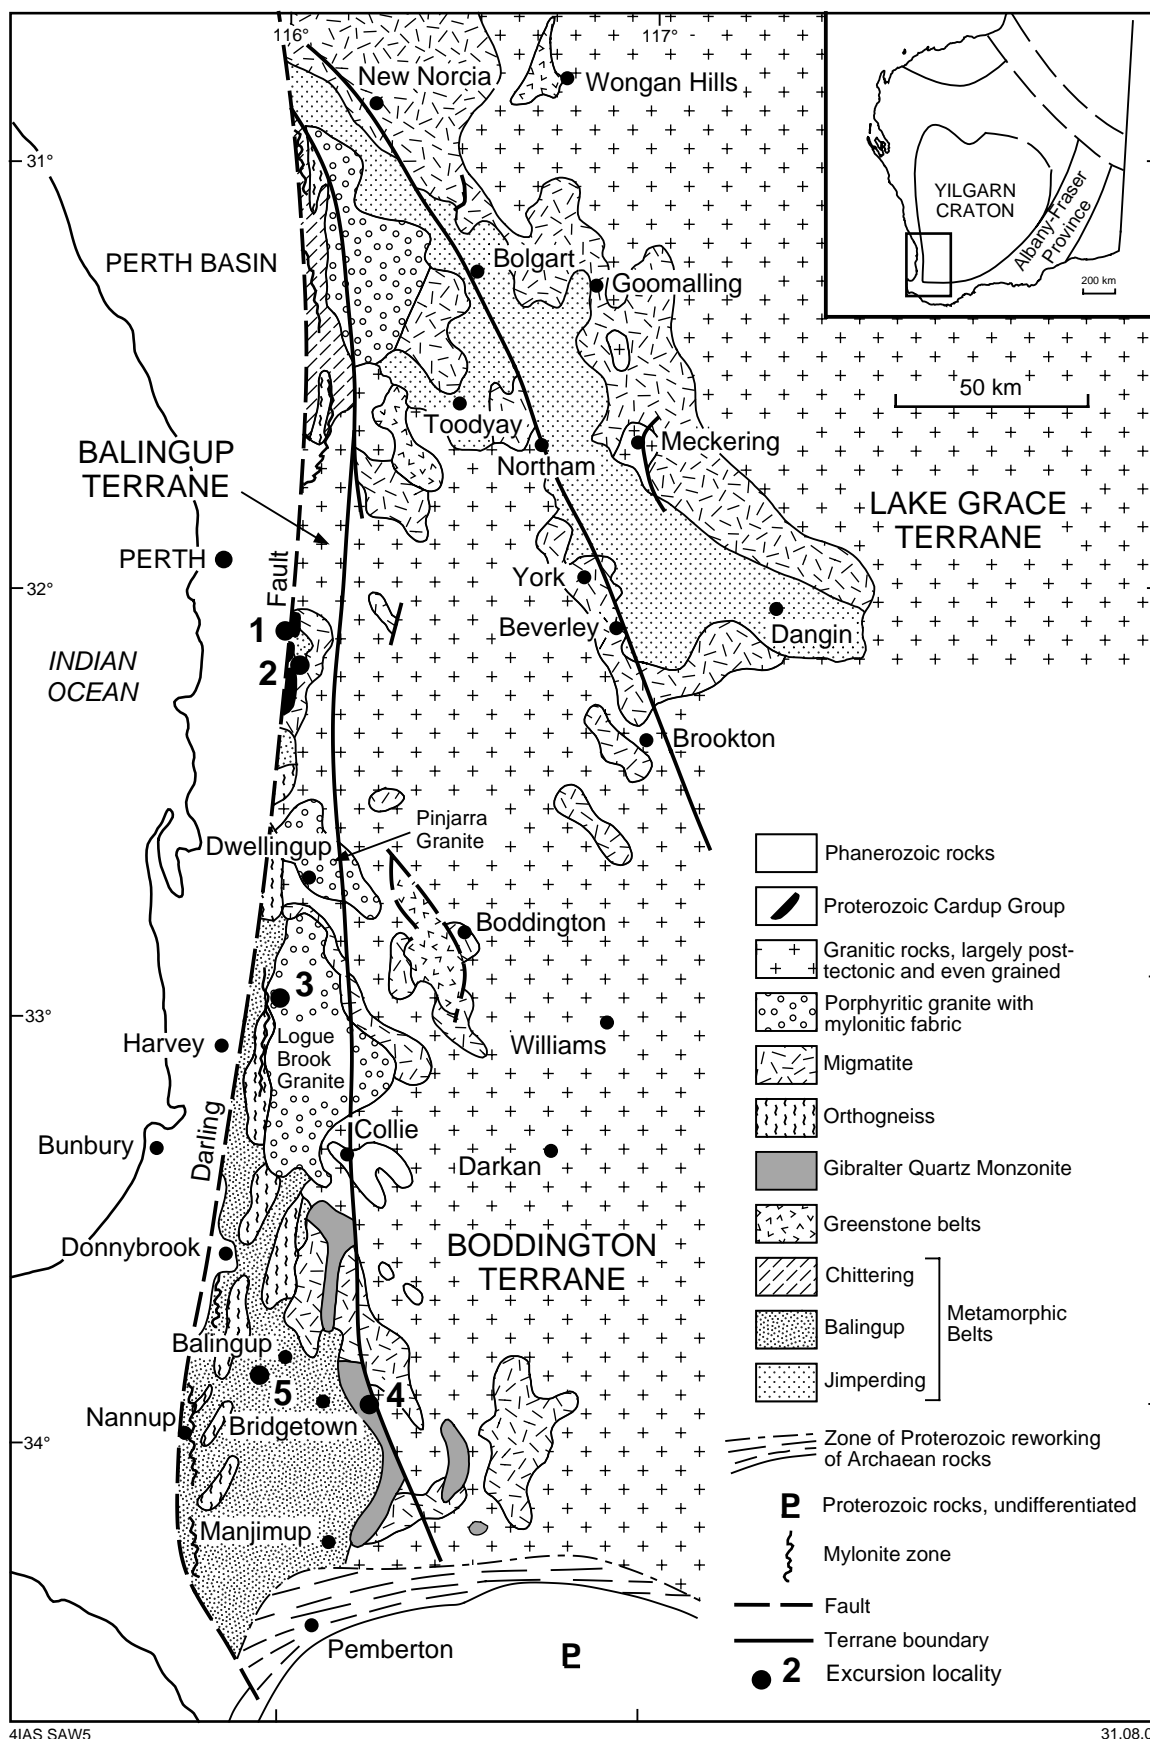 116°
117°
New Norcia
Wongan Hills
31°
YILGARN
CRATON
Albany-Fraser
Province
200 km
PERTH BASIN
Bolgart
Goomalling
50 km
Toodyay
Meckering
Northam
BALINGUP
TERRANE
LAKE GRACE
TERRANE
PERTH
Fault
32°
York
Beverley
Dangin
1
2
INDIAN
OCEAN
Brookton
Pinjarra
Granite
Dwellingup
Boddington
3
33°
Harvey
Logue
Brook
Granite
Williams
Collie
Darling
Bunbury
Darkan
Donnybrook
BODDINGTON
TERRANE
Balingup
5
4
Nannup
Bridgetown
34°
Manjimup
Pemberton
P
Phanerozoic rocks
Proterozoic Cardup Group
Granitic rocks, largely post-
tectonic and even grained
Porphyritic granite with
mylonitic fabric
Migmatite
Orthogneiss
Gibralter Quartz Monzonite
Greenstone belts
Chittering
Balingup
Jimperding
Metamorphic
Belts
Zone of Proterozoic reworking
of Archaean rocks
P Proterozoic rocks, undifferentiated
Mylonite zone
Fault
Terrane boundary
2 Excursion locality
4IAS SAW5
31.08.0